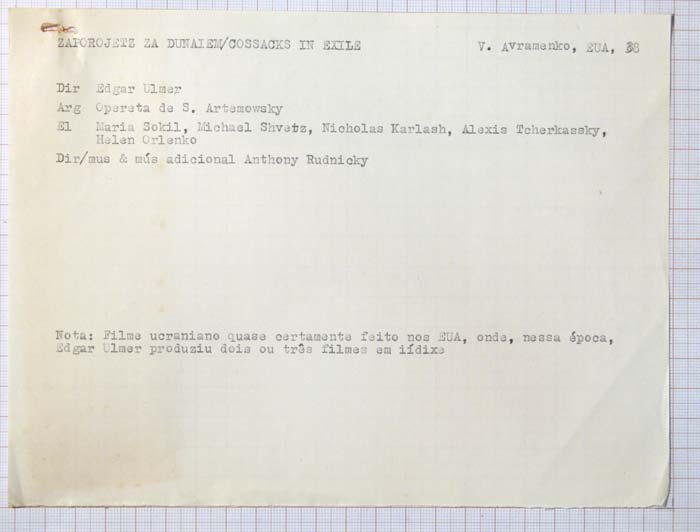 ZAPOROJETZ ZA DUNAIEM/COSSACKS IN EXILE V. Avramenko, EUA, 38
Dir Edgar Ulmer
Arg Opereta de S. Artemowsky
El Maria Sokil, Michael Shvetz, Nicholas Karlash, Alexis Tcherkassky,
Helen Orlenko
Dir/mus & mús adicional Anthony Rudnicky
Nota: Filme ucraniano quase certamente feito nos EUA, onde, nessa época,
Edgar Ulmer produziu dois ou três filmes em iídixe